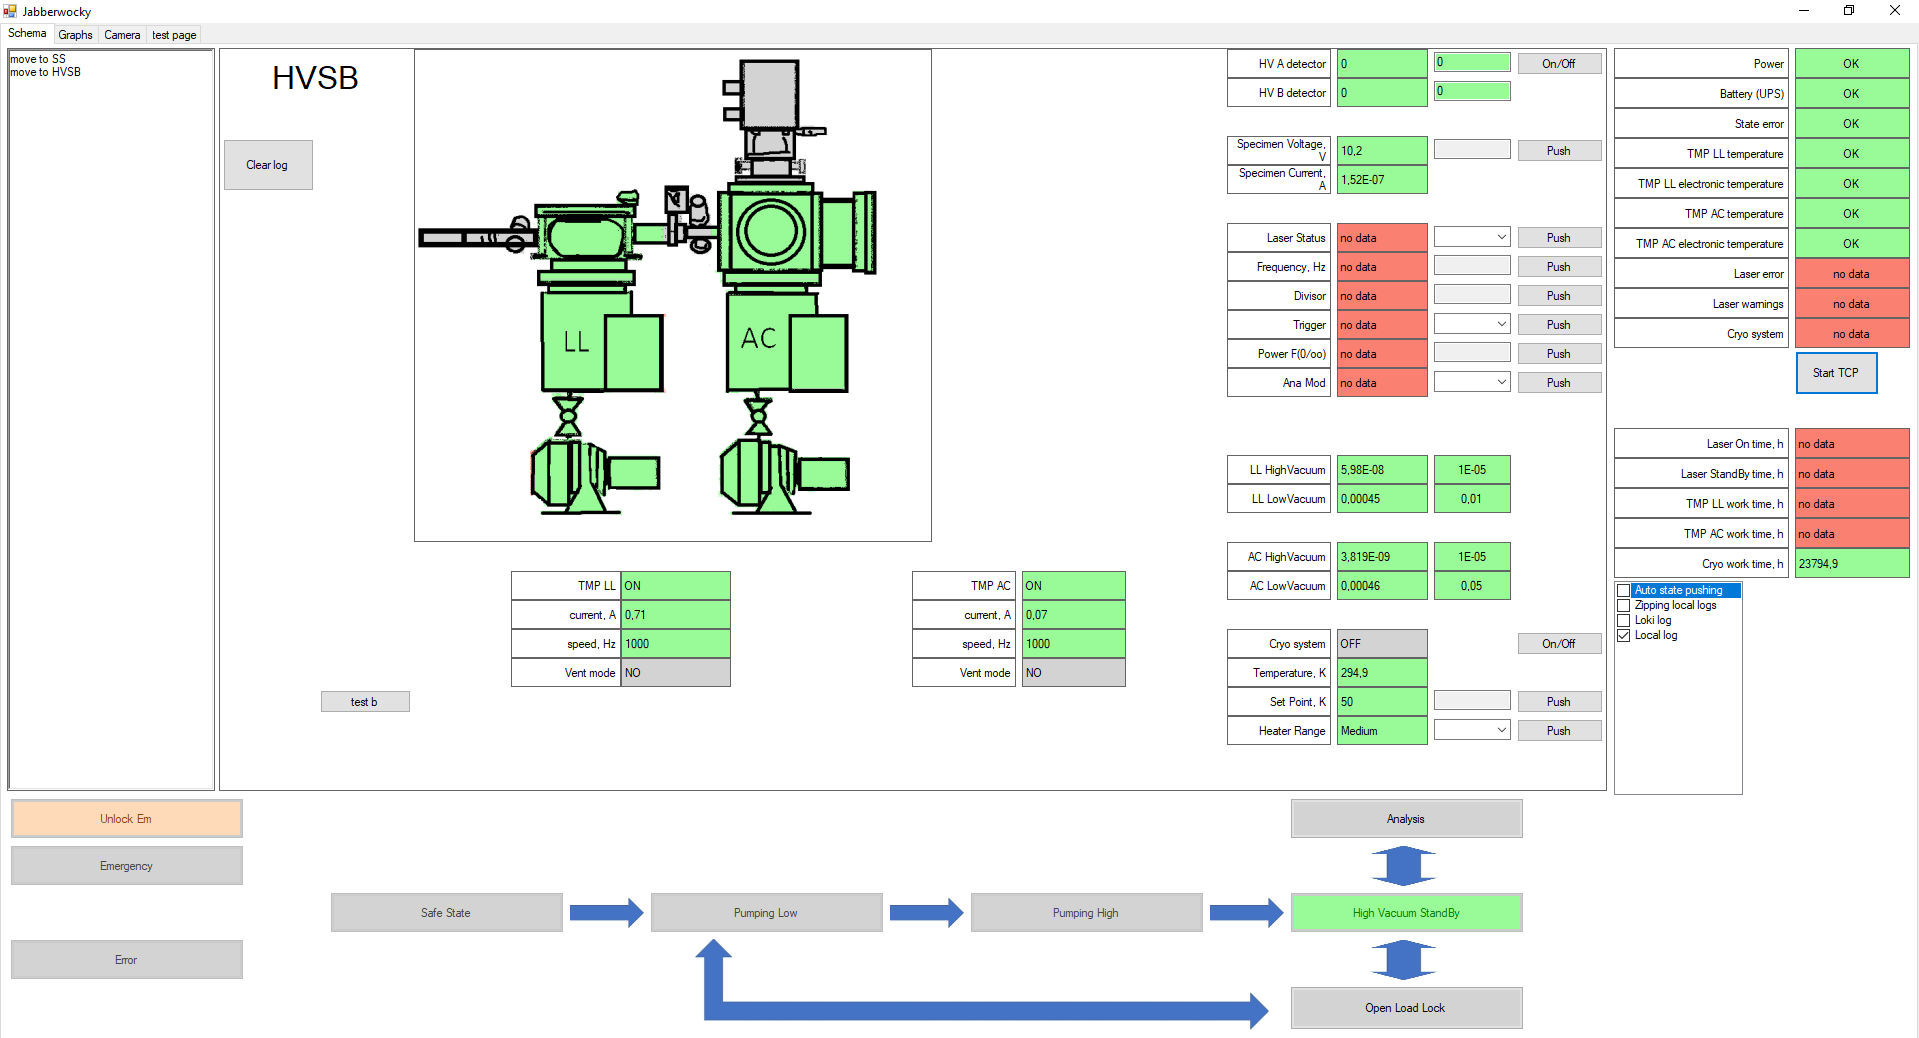 Jabberwocky
Schema Graphs Camera test page
move to SS
move to HVSB
HVSB
Clear log
LL
AC
TMP LL ON
current, A 0,71
speed, Hz 1000
Vent mode NO
TMP AC ON
current, A 0,07
speed, Hz 1000
Vent mode NO
test b
HV A detector 0 0 On/Off
HV B detector 0 0
Specimen Voltage, V 10,2 Push
Specimen Current, A 1,52E-07
Laser Status no data Push
Frequency, Hz no data Push
Divisor no data Push
Trigger no data Push
Power F(0/oo) no data Push
Ana Mod no data Push
LL HighVacuum 5,98E-08 1E-05
LL LowVacuum 0,00045 0,01
AC HighVacuum 3,819E-09 1E-05
AC LowVacuum 0,00046 0,05
Cryo system OFF On/Off
Temperature, K 294,9
Set Point, K 50 Push
Heater Range Medium Push
Power OK
Battery (UPS) OK
State error OK
TMP LL temperature OK
TMP LL electronic temperature OK
TMP AC temperature OK
TMP AC electronic temperature OK
Laser error no data
Laser warnings no data
Cryo system no data
Start TCP
Laser On time, h no data
Laser StandBy time, h no data
TMP LL work time, h no data
TMP AC work time, h no data
Cryo work time, h 23794,9
Auto state pushing
Zipping local logs
Loki log
Local log
Unlock Em
Emergency
Error
Safe State
Pumping Low
Pumping High
High Vacuum StandBy
Analysis
Open Load Lock